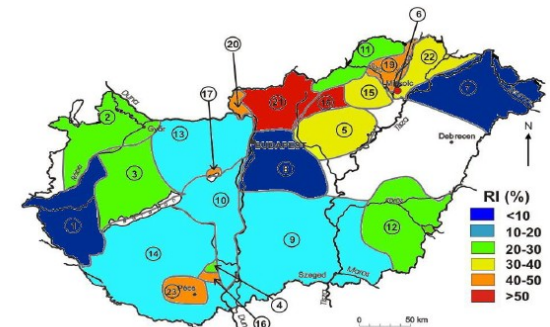 6
20
11
19
22
Duna
17
21
18
15
7
2
Győr
13
5
Tisza
Debrecen
N
Rába
3
BUDAPEST
8
RI (%)
<10
10-20
20-30
30-40
40-50
>50
1
10
12
14
9
Szeged
Maros
23
Pécs
4
16
0
50 km